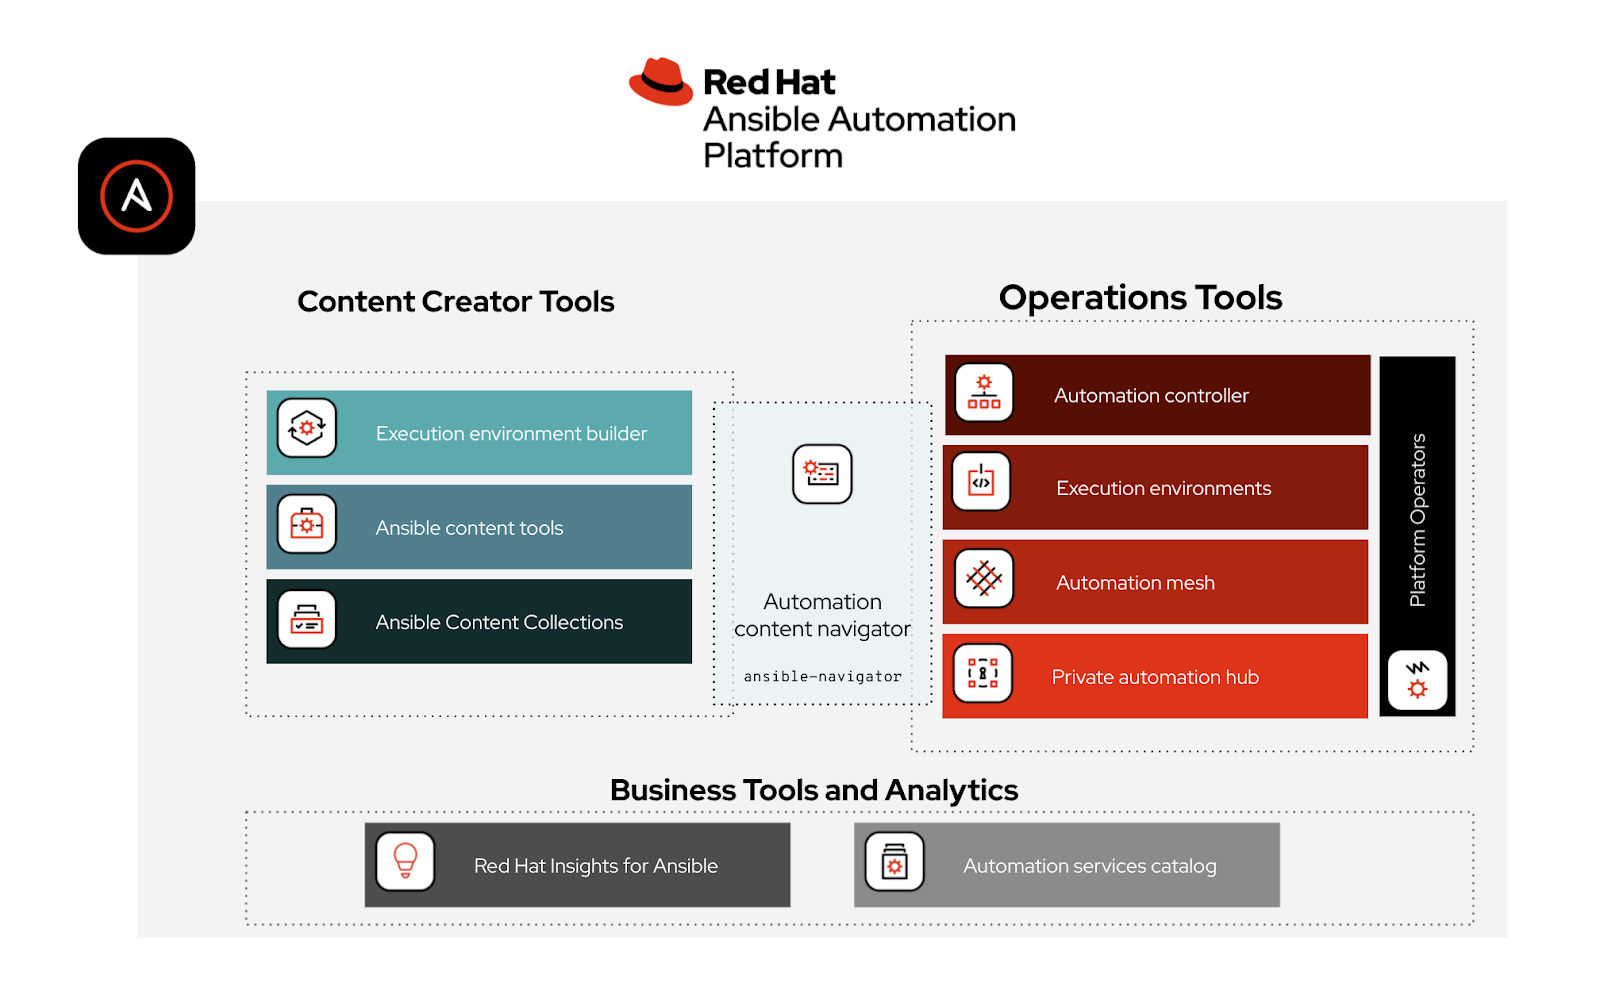 Red Hat
Ansible Automation
Platform
Content Creator Tools
Execution environment builder
Ansible content tools
Ansible Content Collections
Automation
content navigator
ansible-navigator
Operations Tools
Automation controller
Execution environments
Automation mesh
Private automation hub
Platform Operators
Business Tools and Analytics
Red Hat Insights for Ansible
Automation services catalog